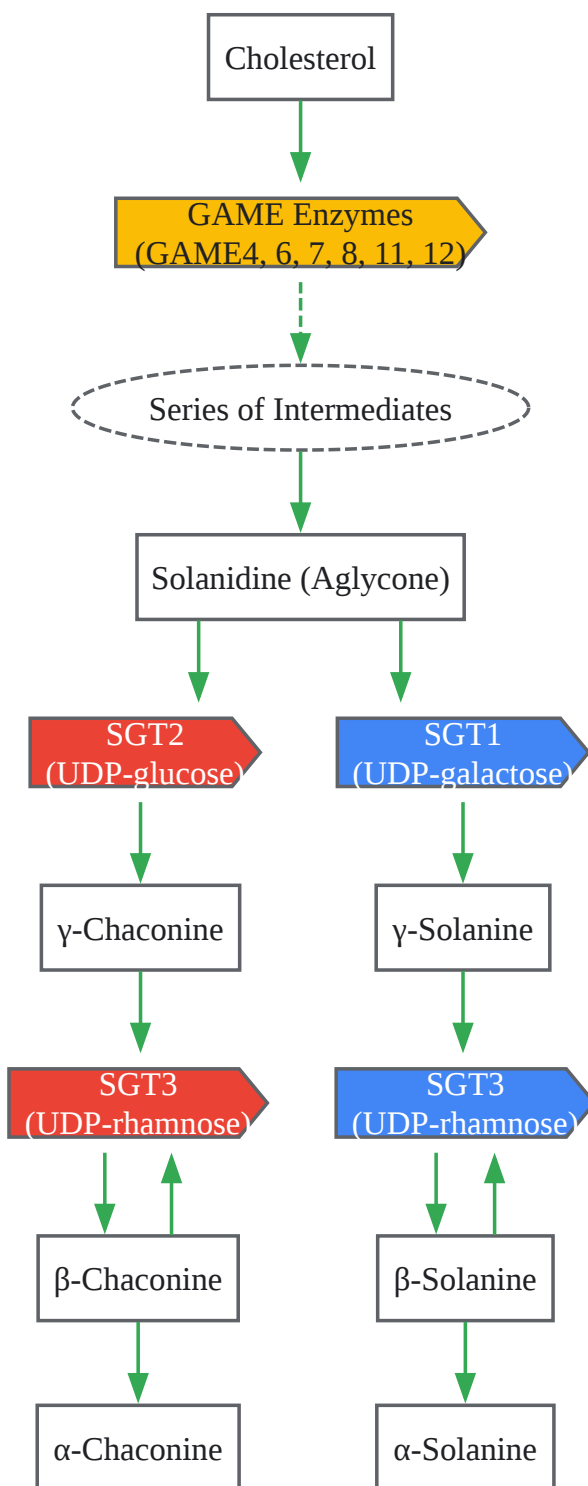 Cholesterol
GAME Enzymes
(GAME4, 6, 7, 8, 11, 12)
Series of Intermediates
Solanidine (Aglycone)
SGT2
(UDP-glucose)
SGT1
(UDP-galactose)
γ-Chaconine
γ-Solanine
SGT3
(UDP-rhamnose)
SGT3
(UDP-rhamnose)
β-Chaconine
β-Solanine
α-Chaconine
α-Solanine